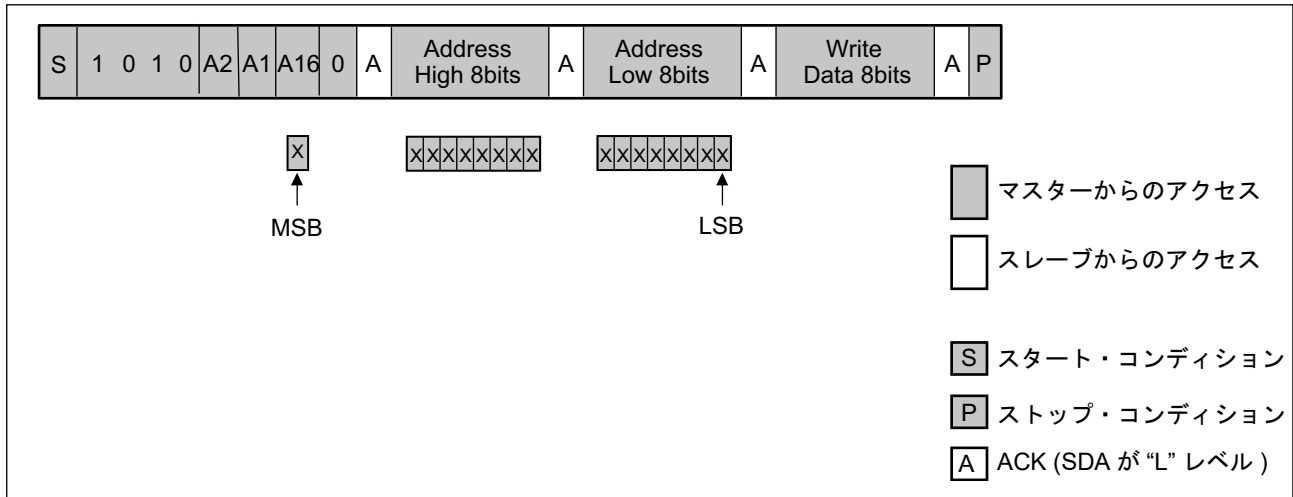 S 1 0 1 0 A2 A1 A16 0 A Address High 8bits A Address Low 8bits A Write Data 8bits A P
X XXXXXXXX XXXXXXXX
MSB LSB
マスターからのアクセス
スレーブからのアクセス
S スタート・コンディション
P ストップ・コンディション
A ACK (SDA が “L” レベル )